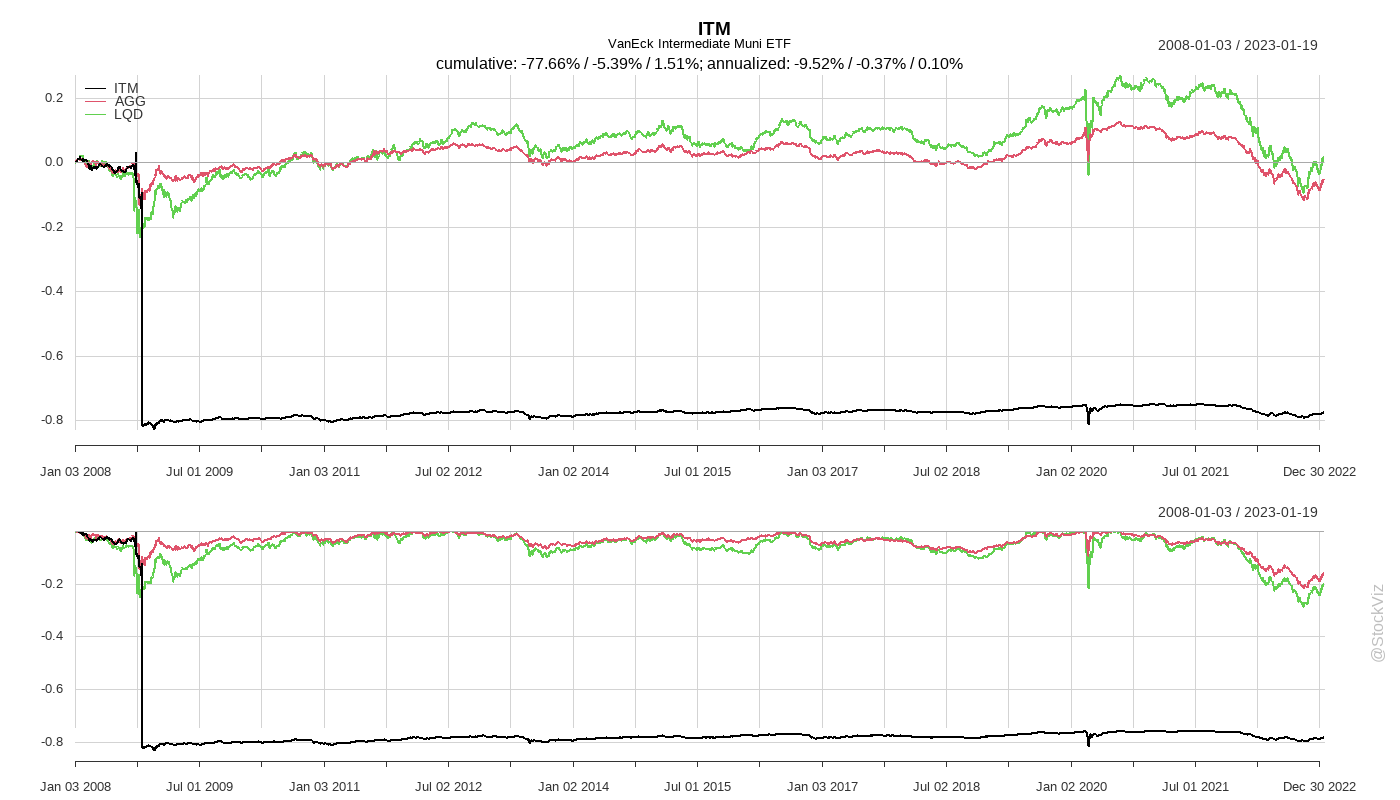 ITM
VanEck Intermediate Muni ETF
2008-01-03 / 2023-01-19
cumulative: -77.66% / -5.39% / 1.51%; annualized: -9.52% / -0.37% / 0.10%
ITM
AGG
LQD
0.2
0.0
-0.2
-0.4
-0.6
-0.8
Jan 03 2008 Jul 01 2009 Jan 03 2011 Jul 02 2012 Jan 02 2014 Jul 01 2015 Jan 03 2017 Jul 02 2018 Jan 02 2020 Jul 01 2021 Dec 30 2022
2008-01-03 / 2023-01-19
-0.2
-0.4
-0.6
-0.8
Jan 03 2008 Jul 01 2009 Jan 03 2011 Jul 02 2012 Jan 02 2014 Jul 01 2015 Jan 03 2017 Jul 02 2018 Jan 02 2020 Jul 01 2021 Dec 30 2022
@StockViz